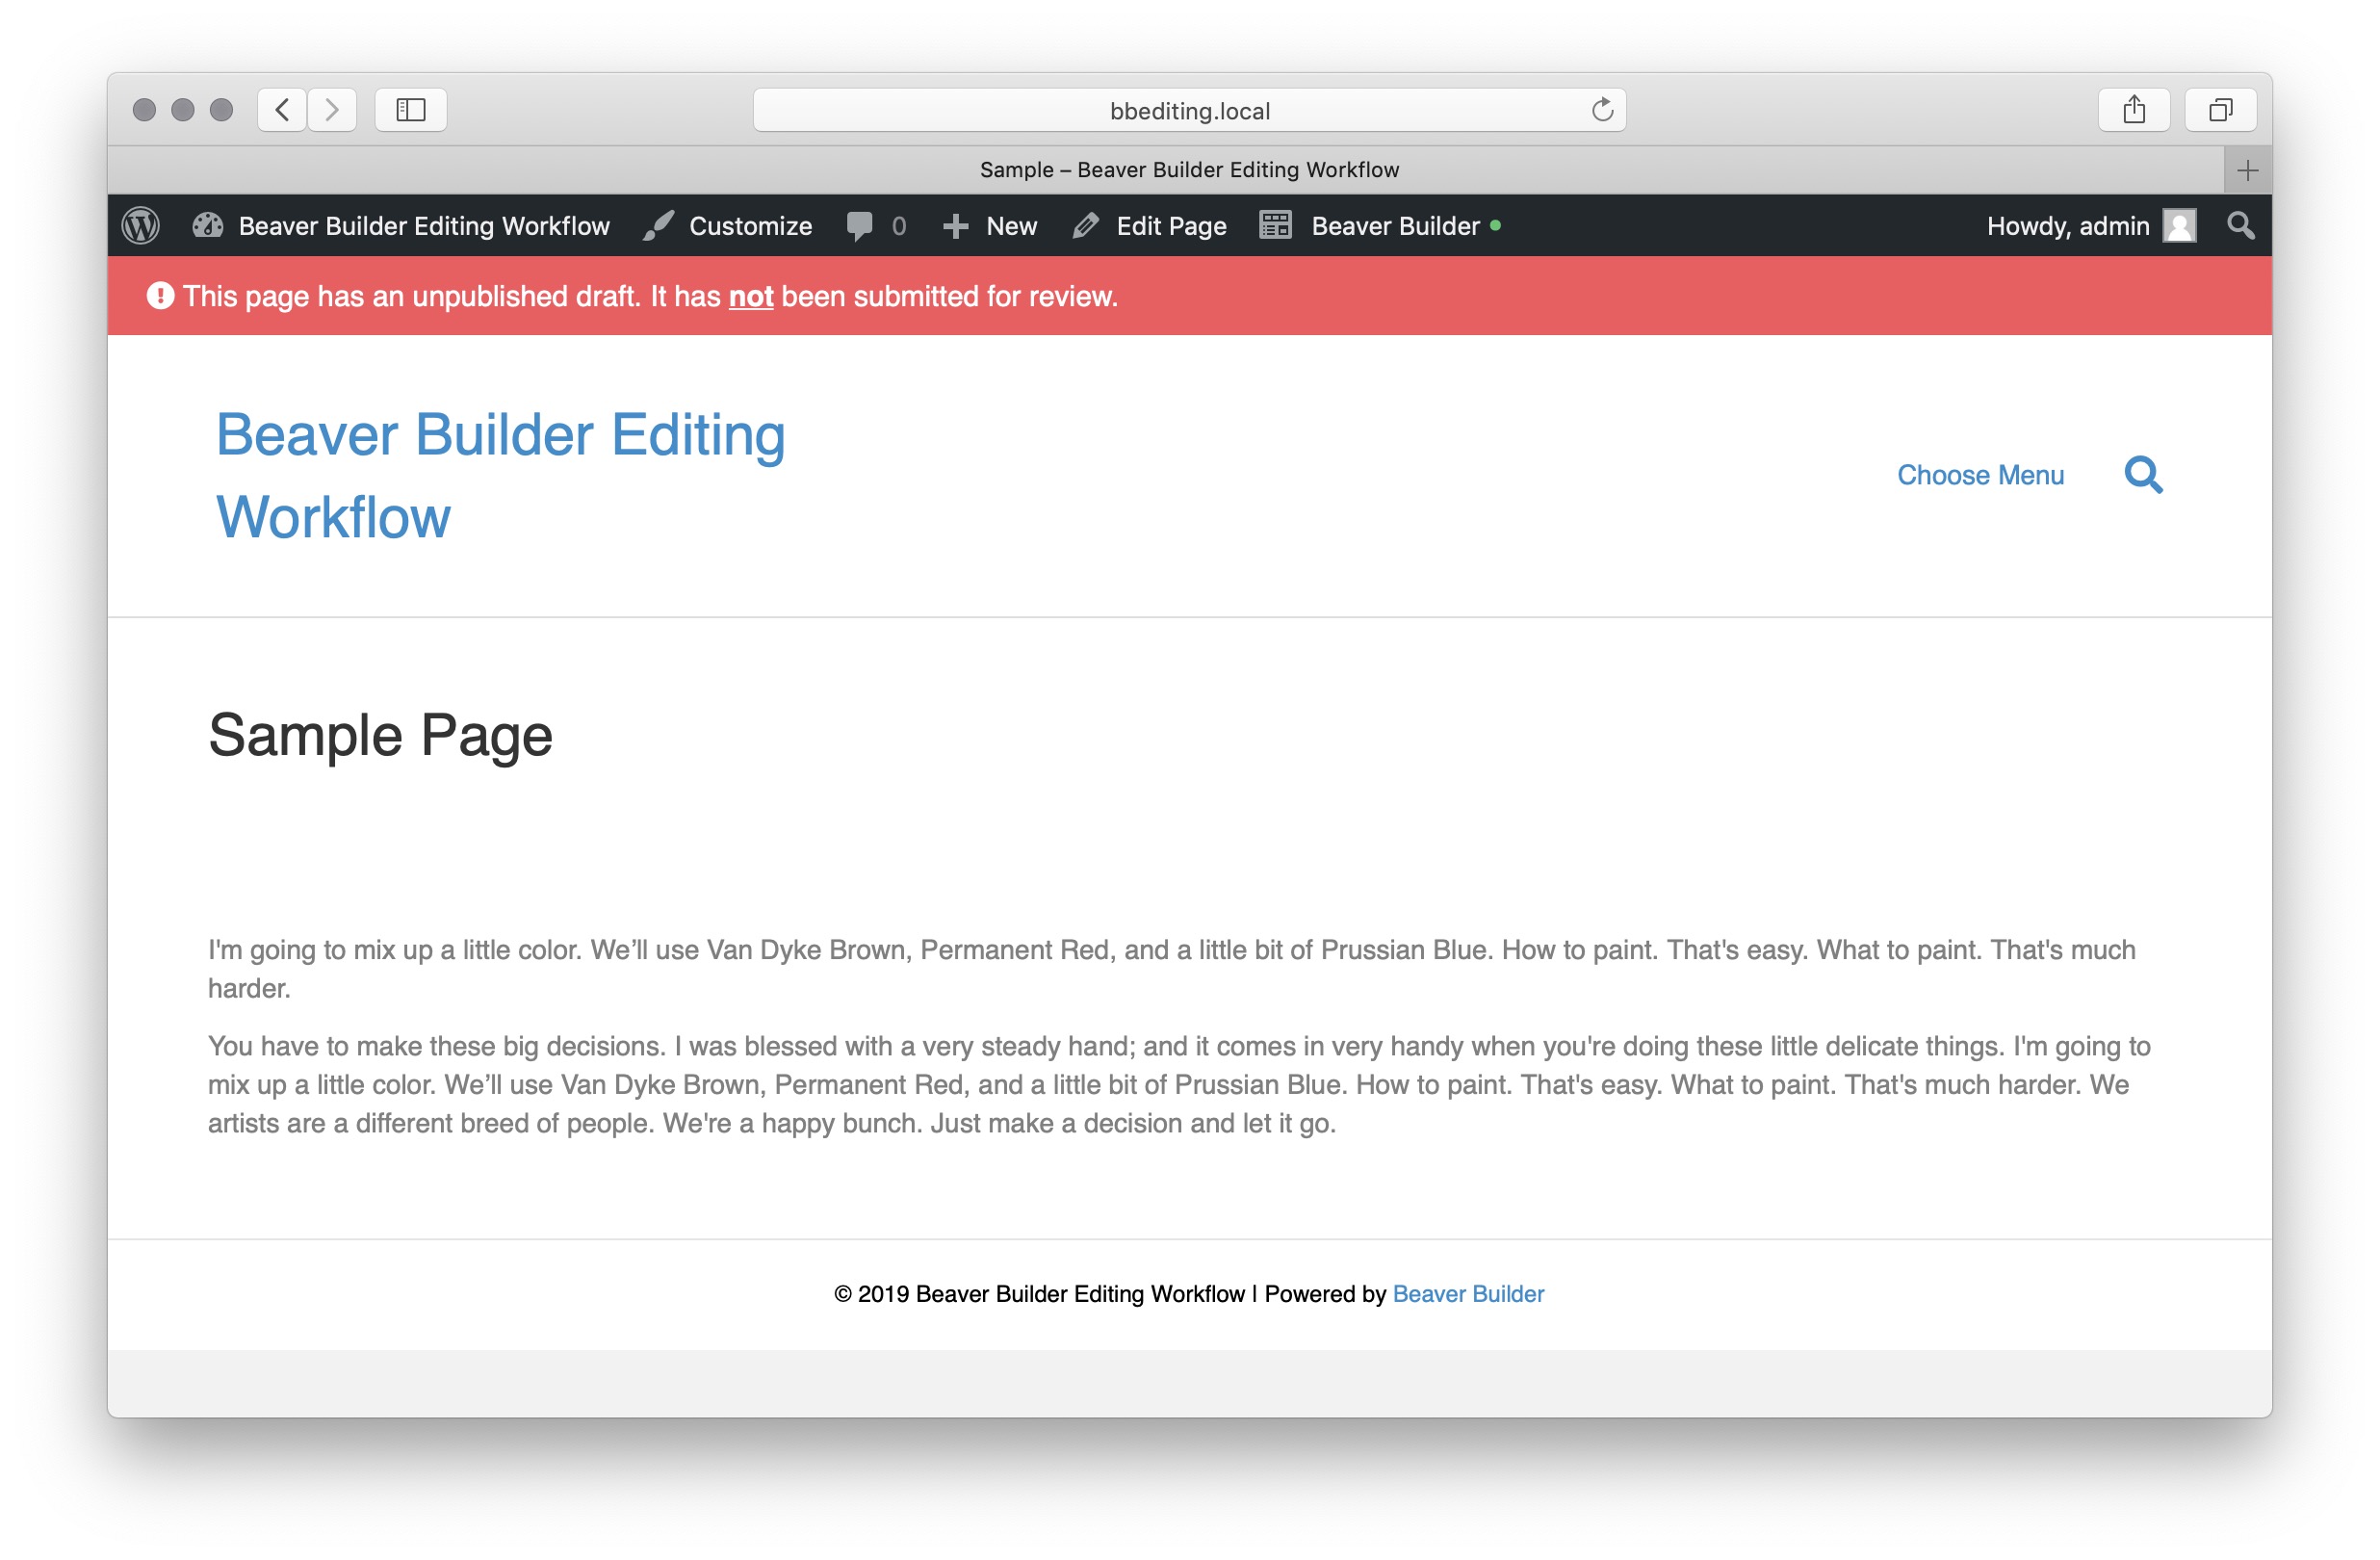 bbediting.local
Sample – Beaver Builder Editing Workflow
Beaver Builder Editing Workflow Customize 0 New Edit Page Beaver Builder Howdy, admin
This page has an unpublished draft. It has not been submitted for review.
Beaver Builder Editing
Workflow
Choose Menu
Sample Page
I'm going to mix up a little color. We’ll use Van Dyke Brown, Permanent Red, and a little bit of Prussian Blue. How to paint. That's easy. What to paint. That's much
harder.
You have to make these big decisions. I was blessed with a very steady hand; and it comes in very handy when you're doing these little delicate things. I'm going to
mix up a little color. We’ll use Van Dyke Brown, Permanent Red, and a little bit of Prussian Blue. How to paint. That's easy. What to paint. That's much harder. We
artists are a different breed of people. We're a happy bunch. Just make a decision and let it go.
© 2019 Beaver Builder Editing Workflow | Powered by Beaver Builder